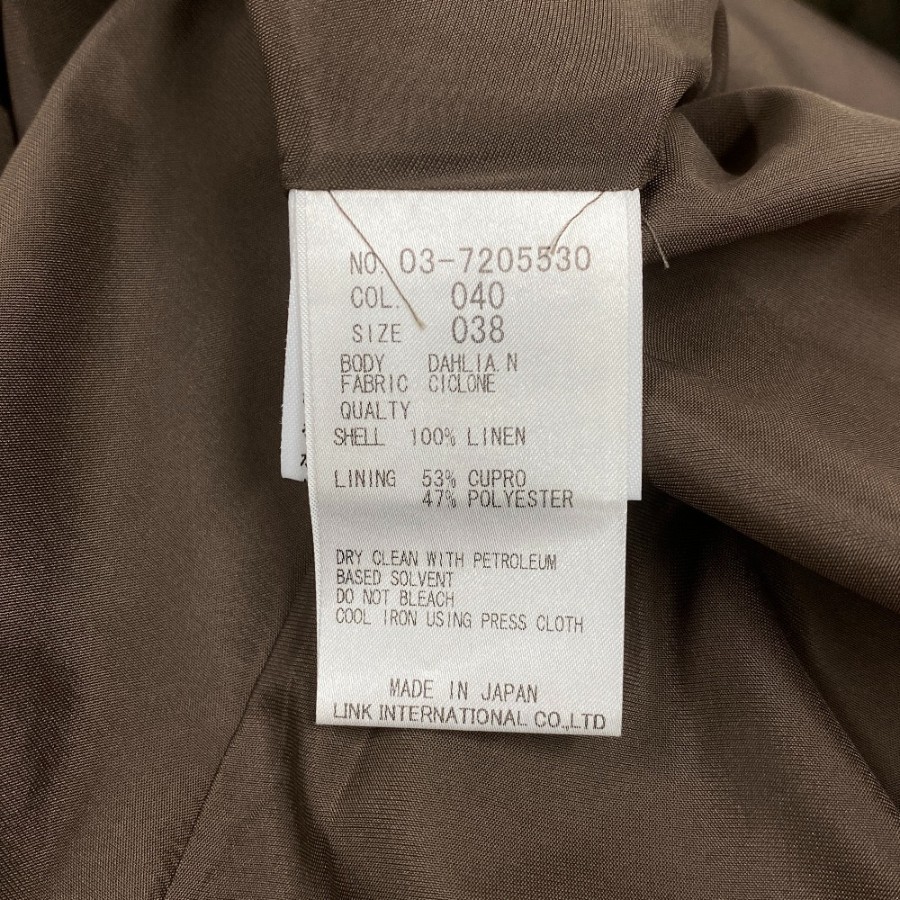 NO. 03-7205530
COL. 040
SIZE 038
BODY DAHLIA.N
FABRIC CICLONE
QUALTY
SHELL 100% LINEN
LINING 53% CUPRO
47% POLYESTER
DRY CLEAN WITH PETROLEUM
BASED SOLVENT
DO NOT BLEACH
COOL IRON USING PRESS CLOTH
MADE IN JAPAN
LINK INTERNATIONAL CO.,LTD